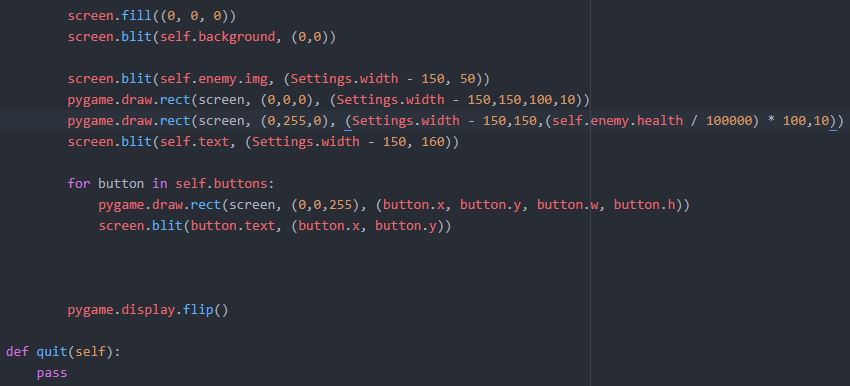 screen.fill((0, 0, 0))
screen.blit(self.background, (0,0))
screen.blit(self.enemy.img, (Settings.width - 150, 50))
pygame.draw.rect(screen, (0,0,0), (Settings.width - 150,150,100,10))
pygame.draw.rect(screen, (0,255,0), (Settings.width - 150,150,(self.enemy.health / 100000) * 100,10))
screen.blit(self.text, (Settings.width - 150, 160))
for button in self.buttons:
pygame.draw.rect(screen, (0,0,255), (button.x, button.y, button.w, button.h))
screen.blit(button.text, (button.x, button.y))
pygame.display.flip()
def quit(self):
pass